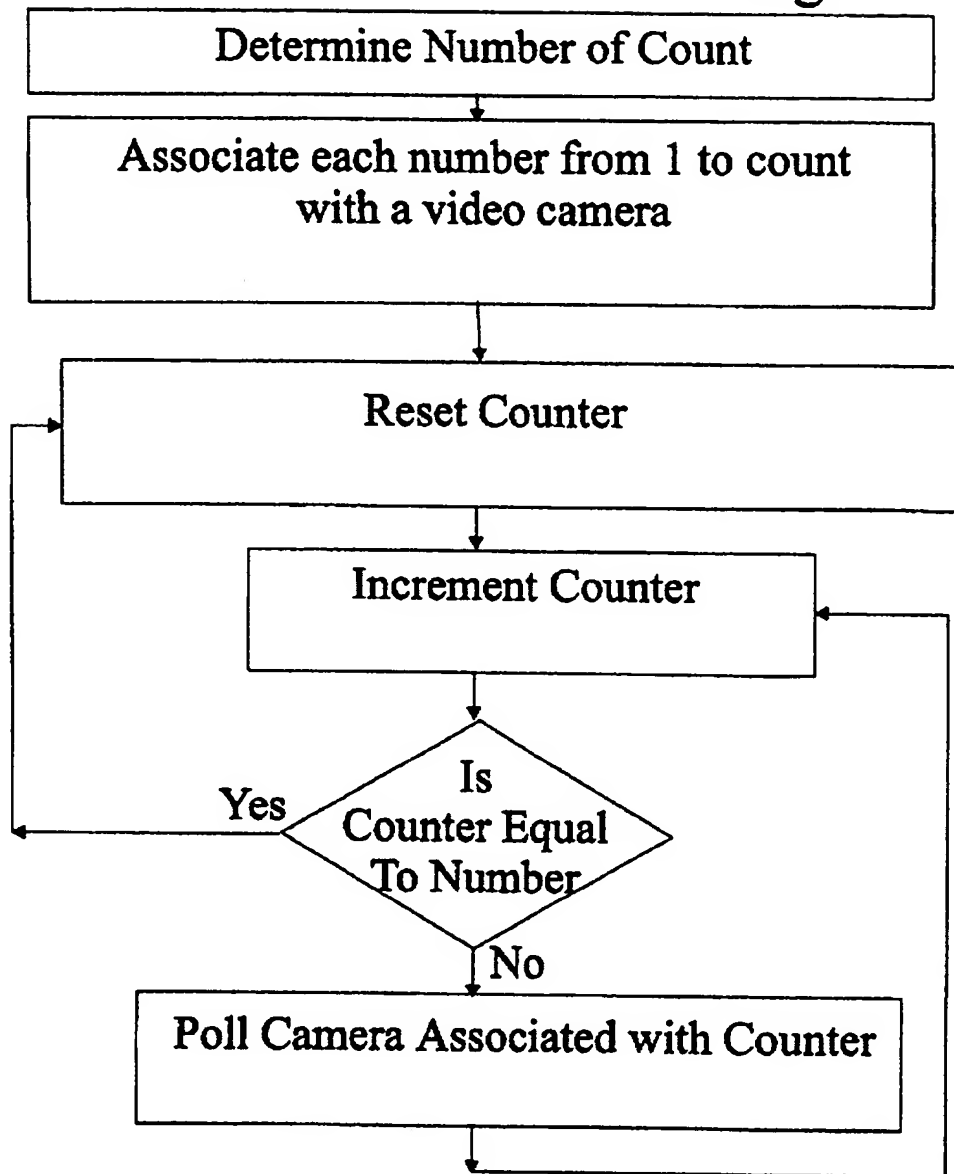 Determine Number of Count
Associate each number from 1 to count
with a video camera
Reset Counter
Increment Counter
Is
Counter Equal
To Number
Yes
No
Poll Camera Associated with Counter